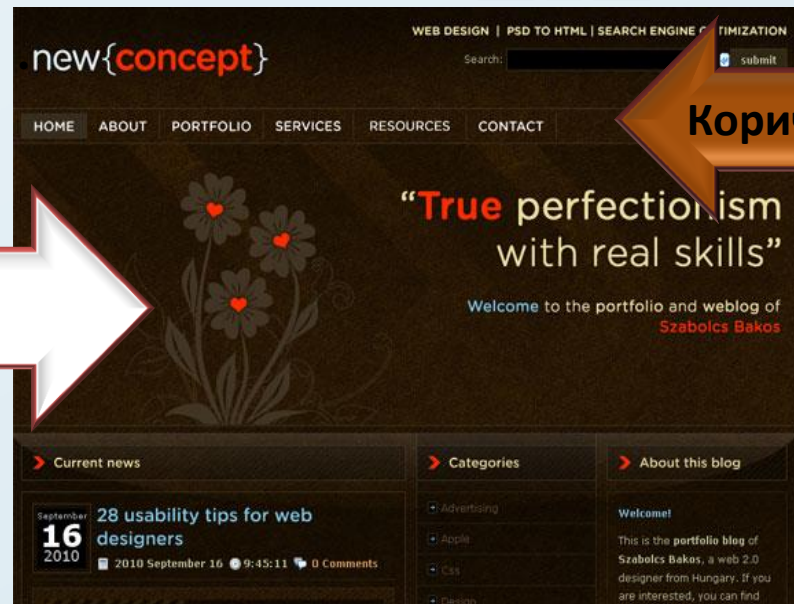 WEB DESIGN | PSD TO HTML | SEARCH ENGINE
.new{concept}
Search: submit
HOME ABOUT PORTFOLIO SERVICES RESOURCES CONTACT
“True perfectionism
with real skills”
Welcome to the portfolio and weblog of
Szabolcs Bakos
Current news
Categories
About this blog
September
16
2010
28 usability tips for web
designers
2010 September 16 9:45:11 0 Comments
Advertising
Apple
Css
Design
Welcome!
This is the portfolio blog of
Szabolcs Bakos, a web 2.0
designer from Hungary. If you
are interested, you can find